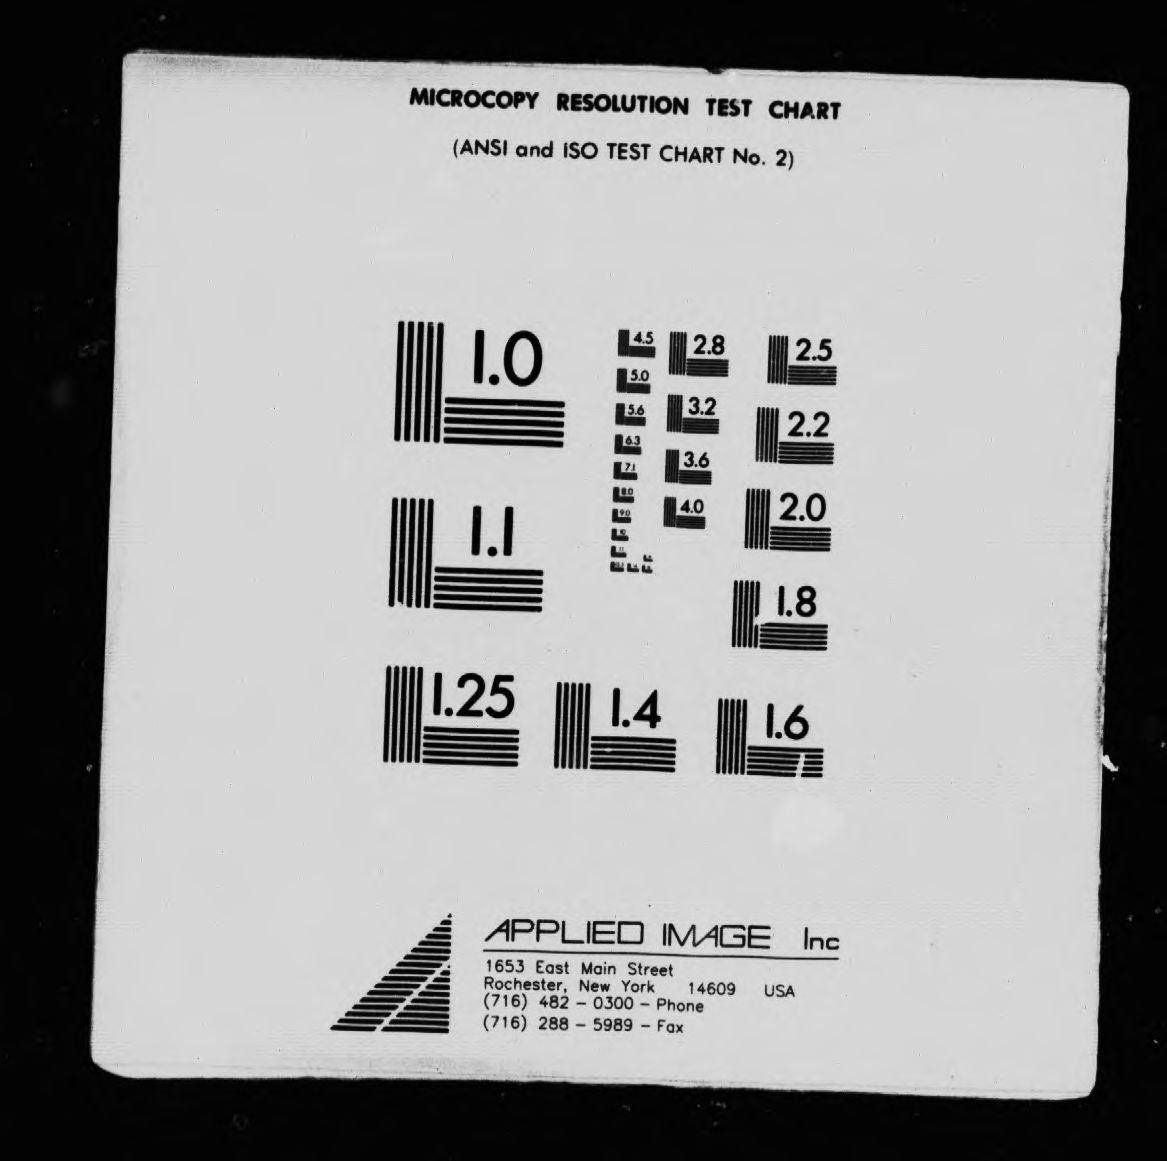 MICROCOPY RESOLUTION TEST CHART
(ANSI and ISO TEST CHART No. 2)
1.0
4.5
2.8
2.5
5.0
3.2
2.2
5.6
6.3
3.6
7.1
8.0
4.0
2.0
9.0
1.1
1.8
1.25
1.4
1.6
APPLIED IMAGE Inc
1653 East Main Street
Rochester, New York 14609 USA
(716) 482 - 0300 - Phone
(716) 288 - 5989 - Fax